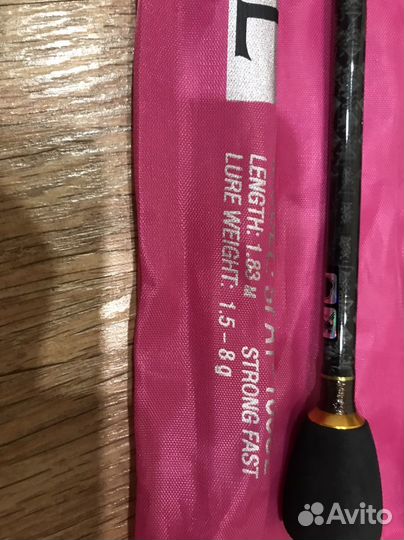 L
LENGTH: 1.83 M
STRONG FAST
LURE WEIGHT: 1.5 - 8 g
Avito